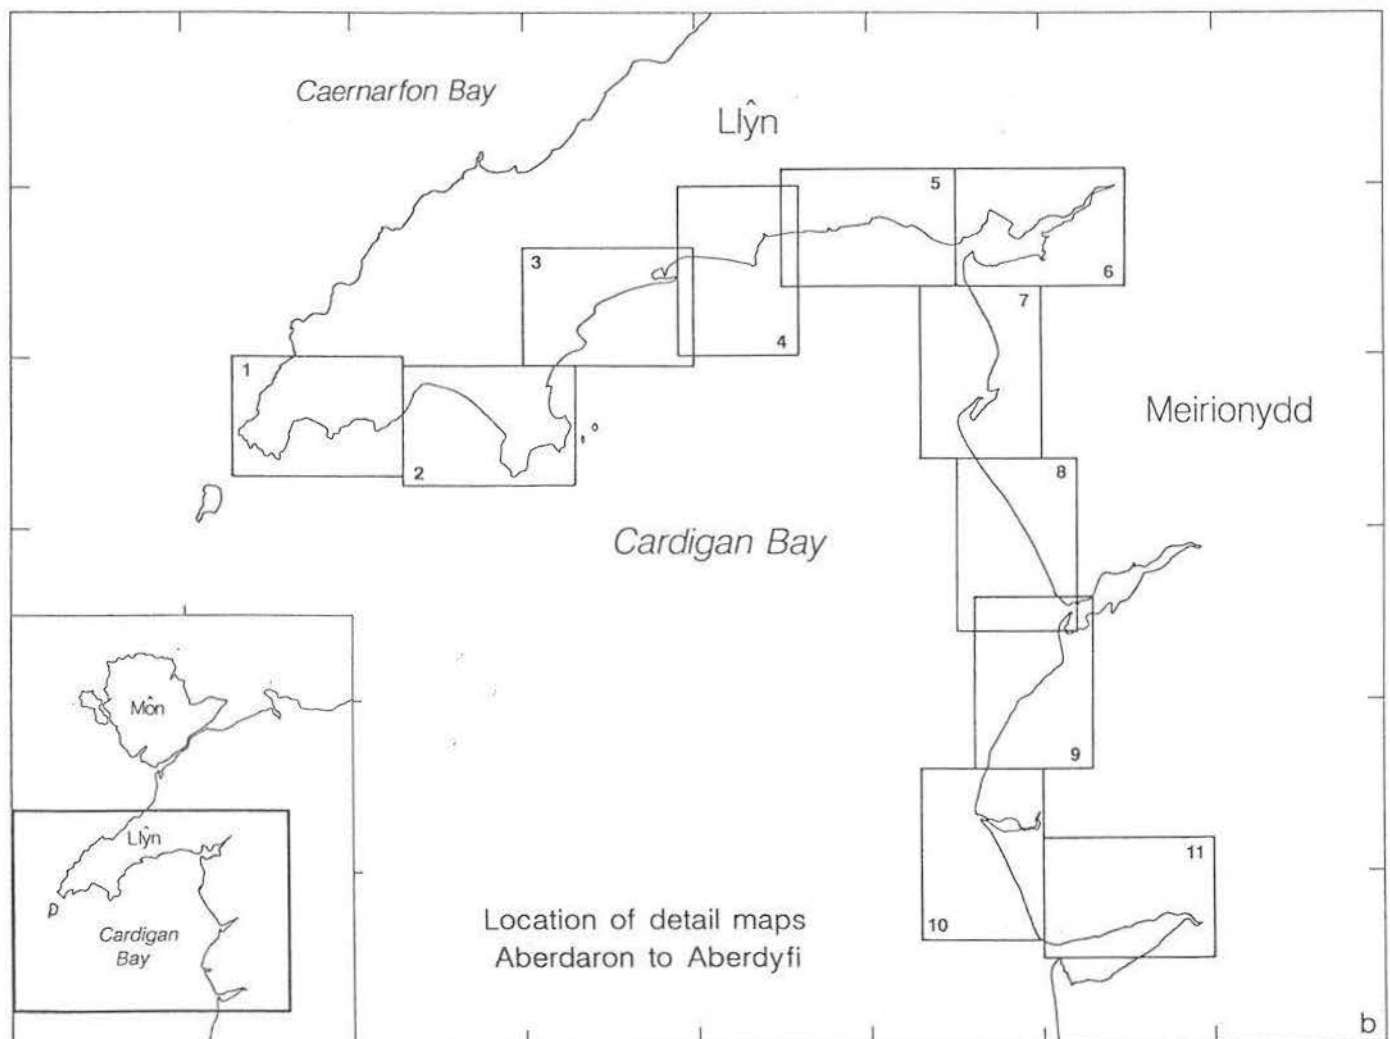 Caernarfon Bay
Llŷn
5
3
6
7
4
1
Meirionydd
2
8
Cardigan Bay
Môn
9
Llŷn
11
Location of detail maps
10
Aberdaron to Aberdyfi
Cardigan
Bay
b